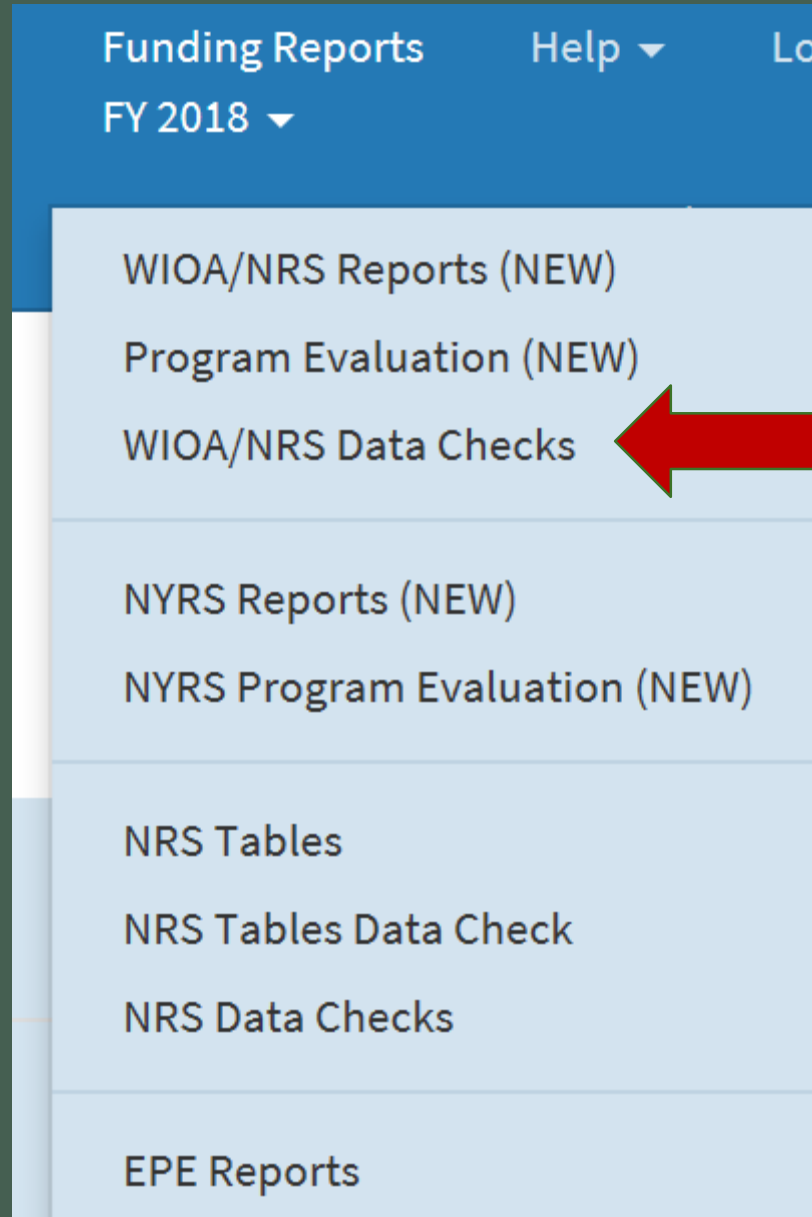 Funding Reports
FY 2018
Help
WIOA/NRS Reports (NEW)
Program Evaluation (NEW)
WIOA/NRS Data Checks
NYRS Reports (NEW)
NYRS Program Evaluation (NEW)
NRS Tables
NRS Tables Data Check
NRS Data Checks
EPE Reports